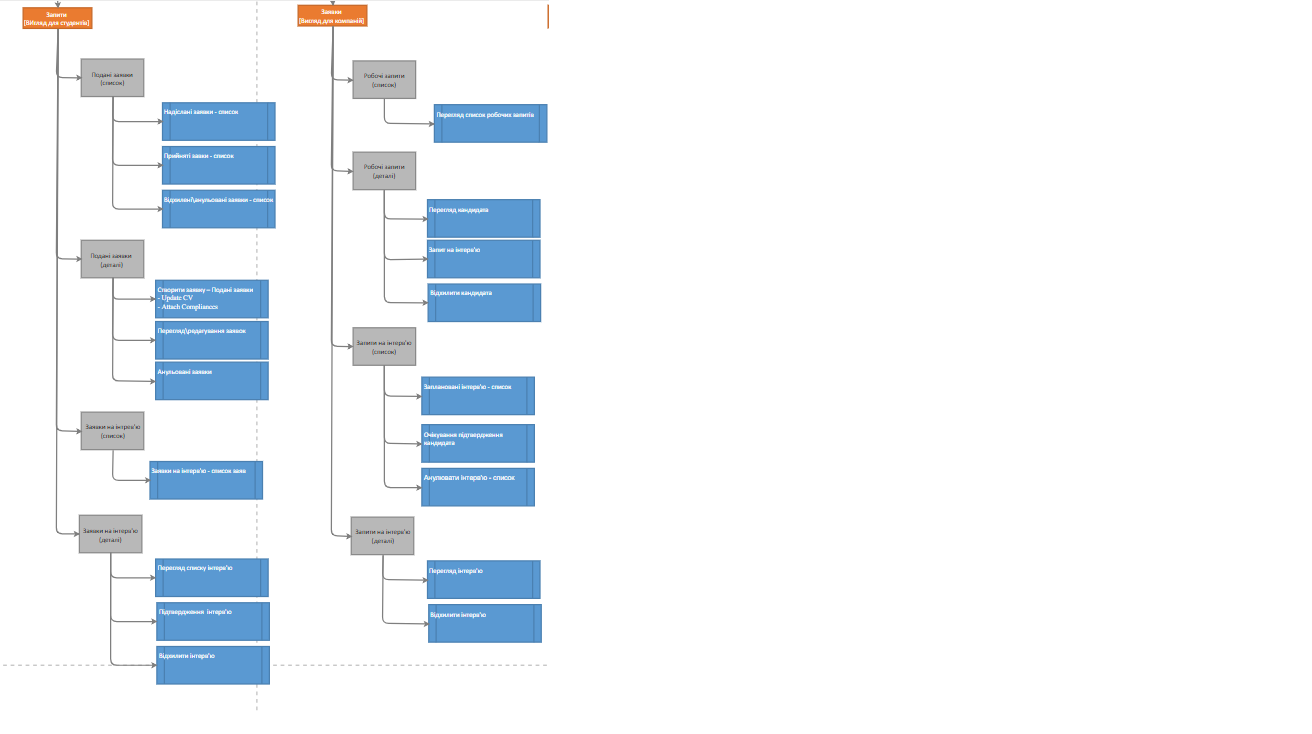 Запити
[Вигляд для студентів]
Подані заявки
(список)
Надіслані заявки - список
Прийняті заяки - список
Відхилені\анульовані заявки - список
Подані заявки
(деталі)
Створити заявку – Подані заявки
- Update CV
- Attach Compliances
Перегляд\редагування заявок
Анульовані заявки
Заявки на інтрев'ю
(список)
Заявки на інтерв'ю - список заяв
Заявки на інтерв'ю
(деталі)
Перегляд списку інтерв'ю
Підтвердження інтерв'ю
Відхилити інтерв'ю
Заявки
[Вигляд для компаній]
Робочі запити
(список)
Перегляд список робочих запитів
Робочі запити
(деталі)
Перегляд кандидата
Запит на інтерв'ю
Відхилити кандидата
Запити на інтерв'ю
(список)
Заплановані інтерв'ю - список
Очікування підтвердження
кандидата
Анулювати інтерв'ю - список
Запити на інтерв'ю
(деталі)
Перегляд інтерв'ю
Відхилити інтерв'ю